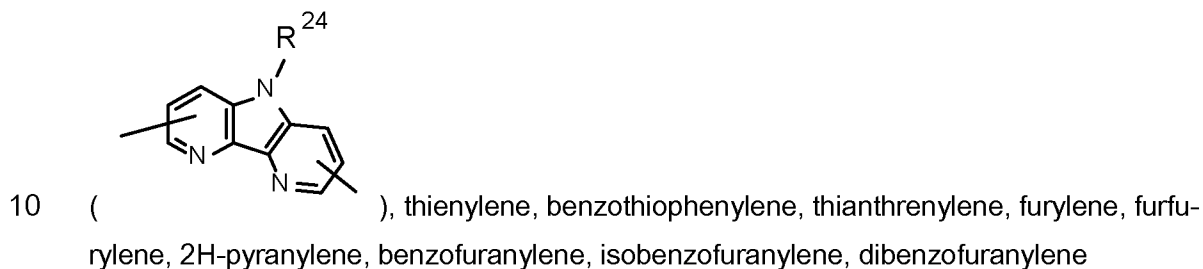 R24
N
N
N
10 ( ), thienylene, benzothiophenylene, thianthrenylene, furylene, furfu-
rylene, 2H-pyranylene, benzofuranylene, isobenzofuranylene, dibenzofuranylene